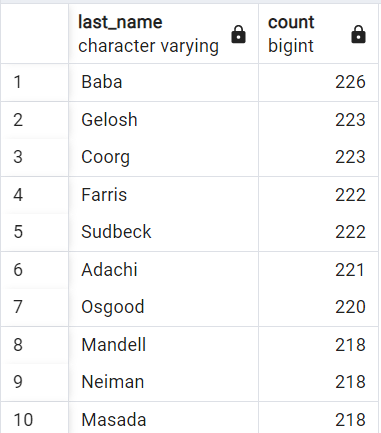 last_name count
character varying bigint
1 Baba 226
2 Gelosh 223
3 Coorg 223
4 Farris 222
5 Sudbeck 222
6 Adachi 221
7 Osgood 220
8 Mandell 218
9 Neiman 218
10 Masada 218